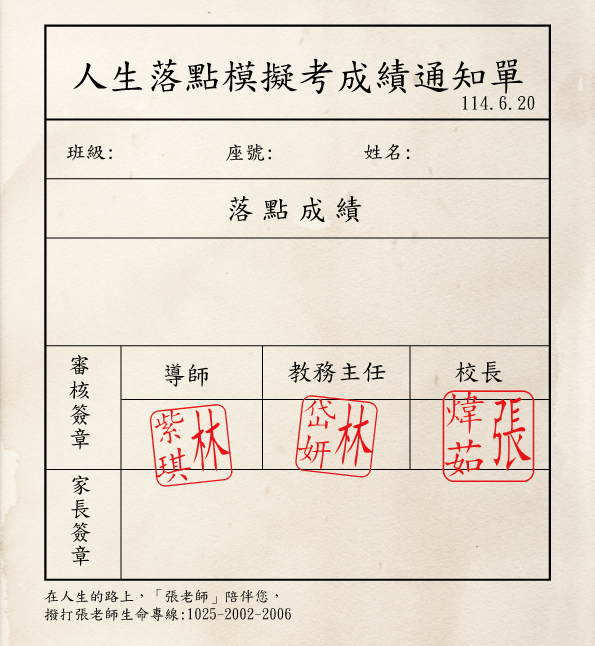 人生落點模擬考成績通知單
114.6.20
班級: 座號: 姓名:
落點成績
審核簽章
導師 教務主任 校長
林紫琪 林岱妍 張煒茹
家長簽章
在人生的路上，「張老師」陪伴您，
撥打張老師生命專線:1025-2002-2006